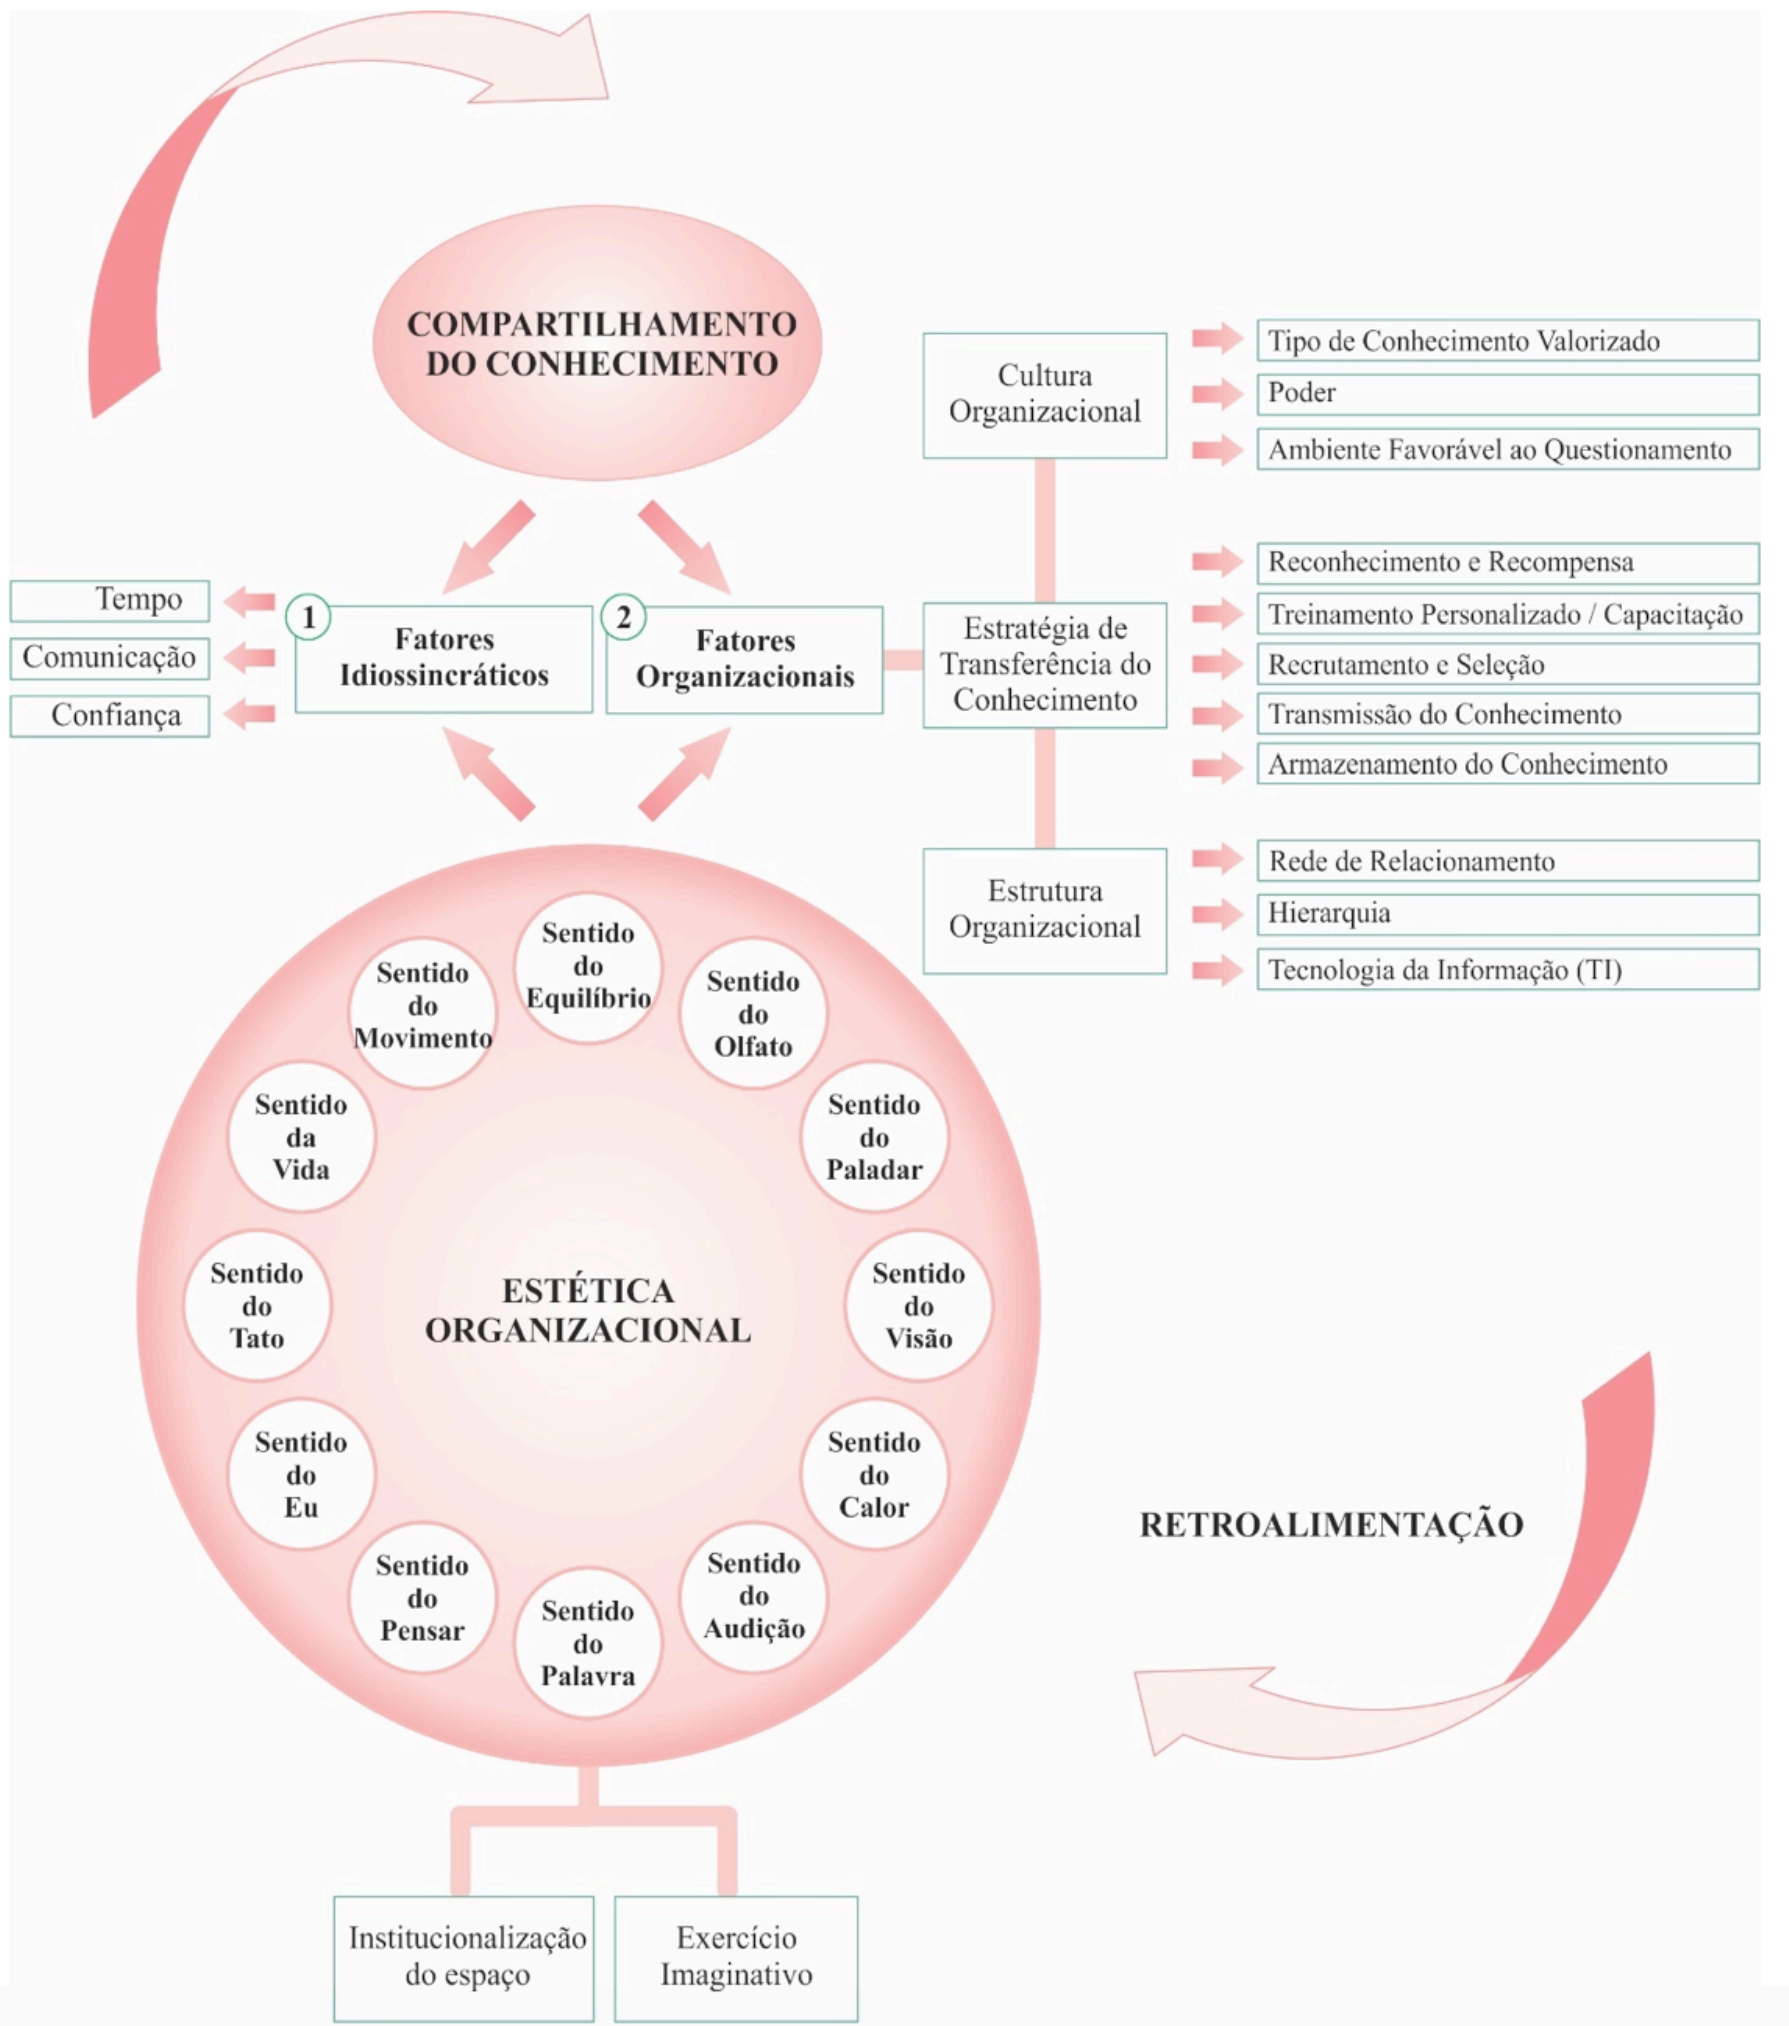 COMPARTILHAMENTO
DO CONHECIMENTO
Tempo
Comunicação
Confiança
1
Fatores
Idiossincráticos
2
Fatores
Organizacionais
Cultura
Organizacional
Tipo de Conhecimento Valorizado
Poder
Ambiente Favorável ao Questionamento
Estratégia de
Transferência do
Conhecimento
Reconhecimento e Recompensa
Treinamento Personalizado / Capacitação
Recrutamento e Seleção
Transmissão do Conhecimento
Armazenamento do Conhecimento
Estrutura
Organizacional
Rede de Relacionamento
Hierarquia
Tecnologia da Informação (TI)
Sentido
do
Equilíbrio
Sentido
do
Olfato
Sentido
do
Paladar
Sentido
do
Visão
Sentido
do
Calor
Sentido
do
Audição
Sentido
do
Palavra
Sentido
do
Pensar
Sentido
do
Eu
Sentido
do
Tato
Sentido
da
Vida
Sentido
do
Movimento
ESTÉTICA
ORGANIZACIONAL
RETROALIMENTAÇÃO
Institucionalização
do espaço
Exercício
Imaginativo